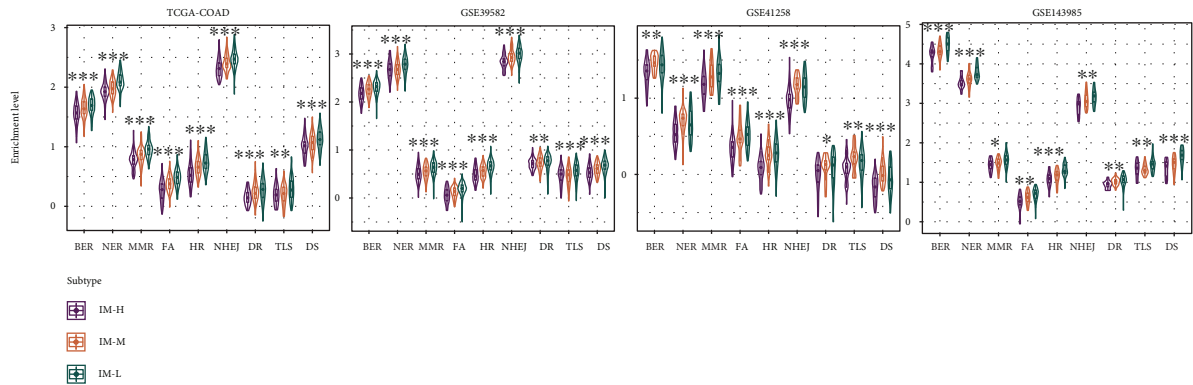 TCGA-COAD
Enrichment level
3
2
1
0
*** *** *** *** *** *** *** ** ***
BER NER MMR FA HR NHEJ DR TLS DS
GSE39582
3
2
1
0
*** *** *** *** *** *** ** *** ***
BER NER MMR FA HR NHEJ DR TLS DS
GSE41258
1
0
** *** *** *** *** *** * ** ***
BER NER MMR FA HR NHEJ DR TLS DS
GSE143985
5
4
3
2
1
0
*** *** * ** *** ** ** ** ***
BER NER MMR FA HR NHEJ DR TLS DS
Subtype
IM-H
IM-M
IM-L